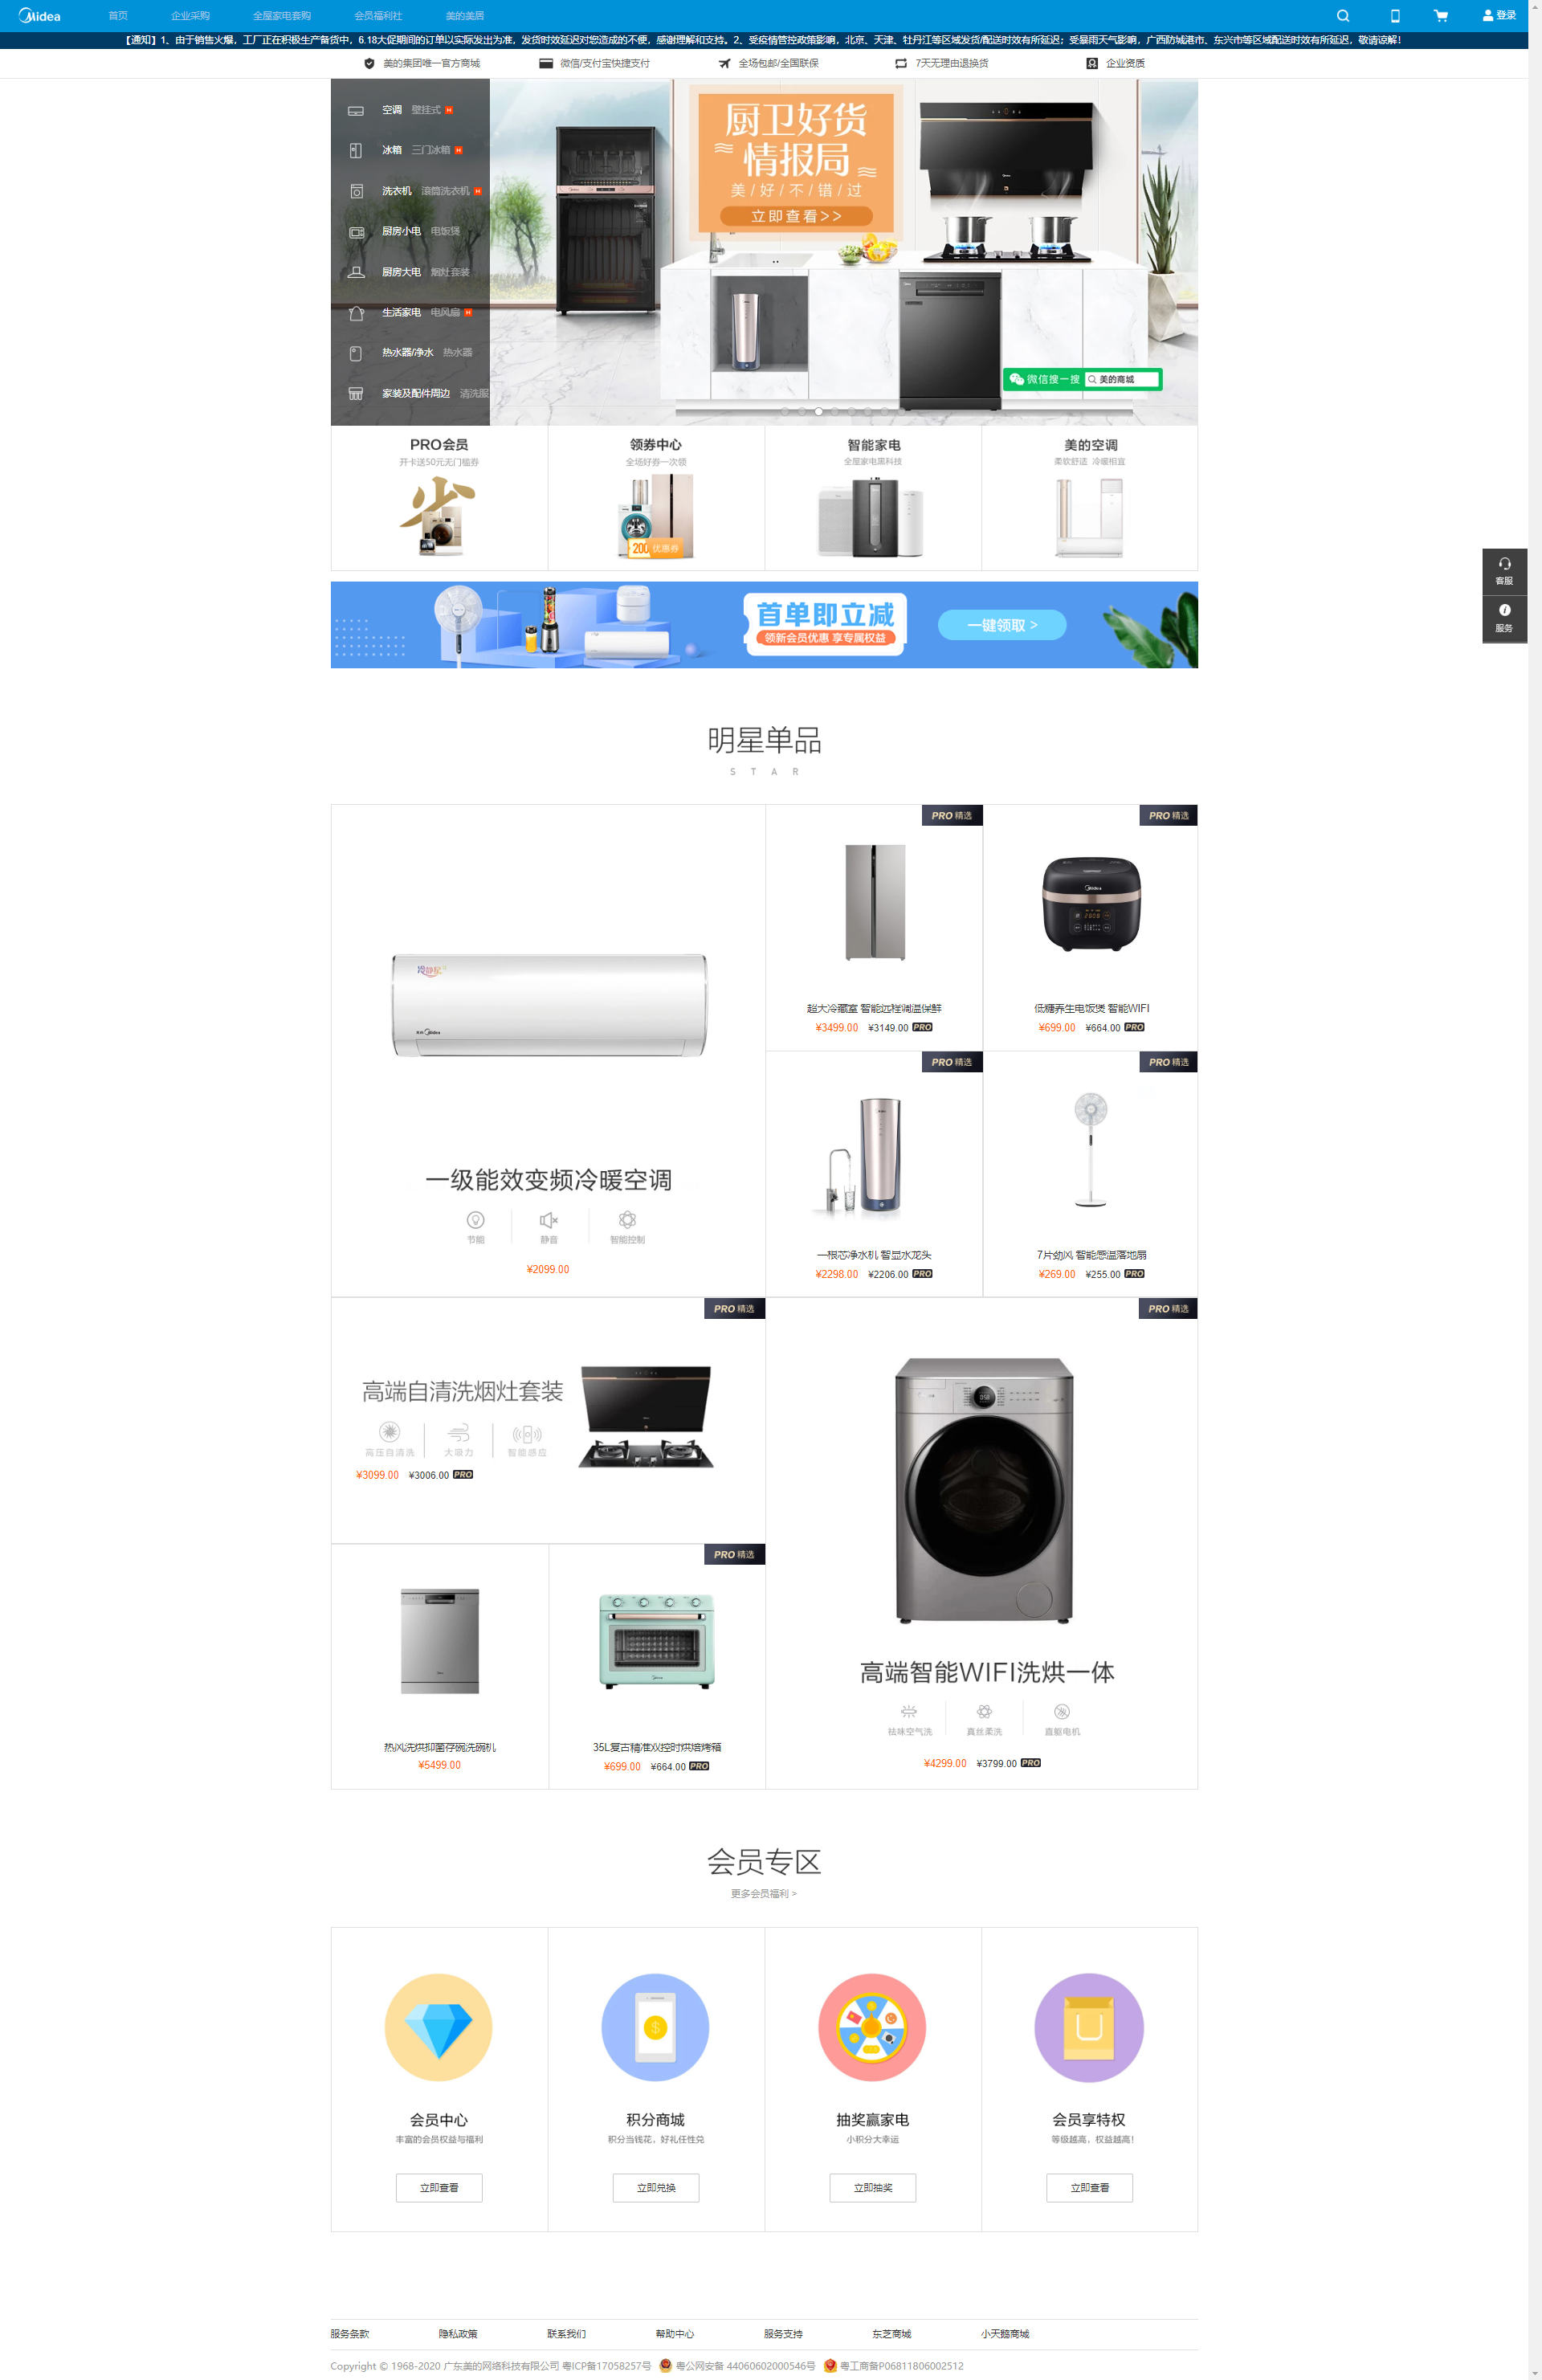 Midea 首页 企业采购 全屋家电套购 会员福利社 美的美居 登录
【通知】1、由于销售火爆，工厂正在积极生产备货中，6.18大促期间的订单以实际发出为准，发货时效延迟对您造成的不便，感谢理解和支持。2、受疫情管控政策影响，北京、天津、牡丹江等区域发货/配送时效有所延迟；受暴雨天气影响，广西防城港市、东兴市等区域配送时效有所延迟，敬请谅解！
美的集团唯一官方商城 微信/支付宝快捷支付 全场包邮/全国联保 7天无理由退换货 企业资质
空调 壁挂式 H
冰箱 三门冰箱 H
洗衣机 滚筒洗衣机 H
厨房小电 电饭煲
厨房大电 烟灶套装
生活家电 电风扇 H
热水器/净水 热水器
家装及配件周边 清洗服
厨卫好货
情报局
美/好/不/错/过
立即查看>>
微信搜一搜 美的商城
PRO会员 领券中心 智能家电 美的空调
开卡送50元无门槛券 全场好券一次领 全屋家电黑科技 柔软舒适 冷暖相宜
200 优惠券
客服
服务
首单即立减
领新会员优惠 享专属权益
一键领取 >
明星单品
STAR
PRO 精选 PRO 精选
冷静星
Midea
Midea
超大冷藏室 智能远程调温保鲜 低糖养生电饭煲 智能WIFI
¥3499.00 ¥3149.00 PRO ¥699.00 ¥664.00 PRO
PRO 精选 PRO 精选
一级能效变频冷暖空调
节能 静音 智能控制
¥2099.00
一根芯净水机 智显水龙头 7片劲风 智能感温落地扇
¥2298.00 ¥2206.00 PRO ¥269.00 ¥255.00 PRO
PRO 精选 PRO 精选
高端自清洗烟灶套装
高压自清洗 大吸力 智能感应
¥3099.00 ¥3006.00 PRO
PRO 精选
高端智能WIFI洗烘一体
祛味空气洗 真丝柔洗 直驱电机
¥4299.00 ¥3799.00 PRO
热风洗烘抑菌存碗洗碗机 35L复古精准双控时烘焙烤箱
¥5499.00 ¥699.00 ¥664.00 PRO
会员专区
更多会员福利 >
会员中心 积分商城 抽奖赢家电 会员享特权
丰富的会员权益与福利 积分当钱花，好礼任性兑 小积分大幸运 等级越高，权益越高！
立即查看 立即兑换 立即抽奖 立即查看
服务条款 隐私政策 联系我们 帮助中心 服务支持 东芝商城 小天鹅商城
Copyright © 1968-2020 广东美的网络科技有限公司 粤ICP备17058257号 粤公网安备 44060602000546号 粤工商备P06811806002512